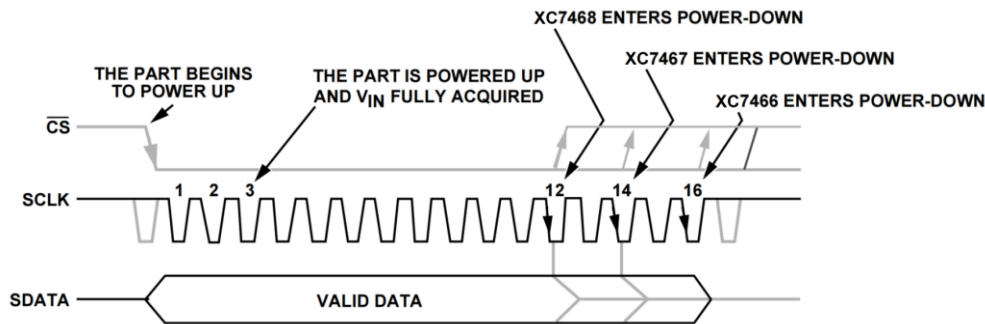 XC7468 ENTERS POWER-DOWN
XC7467 ENTERS POWER-DOWN
THE PART BEGINS
TO POWER UP
THE PART IS POWERED UP
AND VIN FULLY ACQUIRED
XC7466 ENTERS POWER-DOWN
CS
1 2 3 12 14 16
SCLK
SDATA VALID DATA